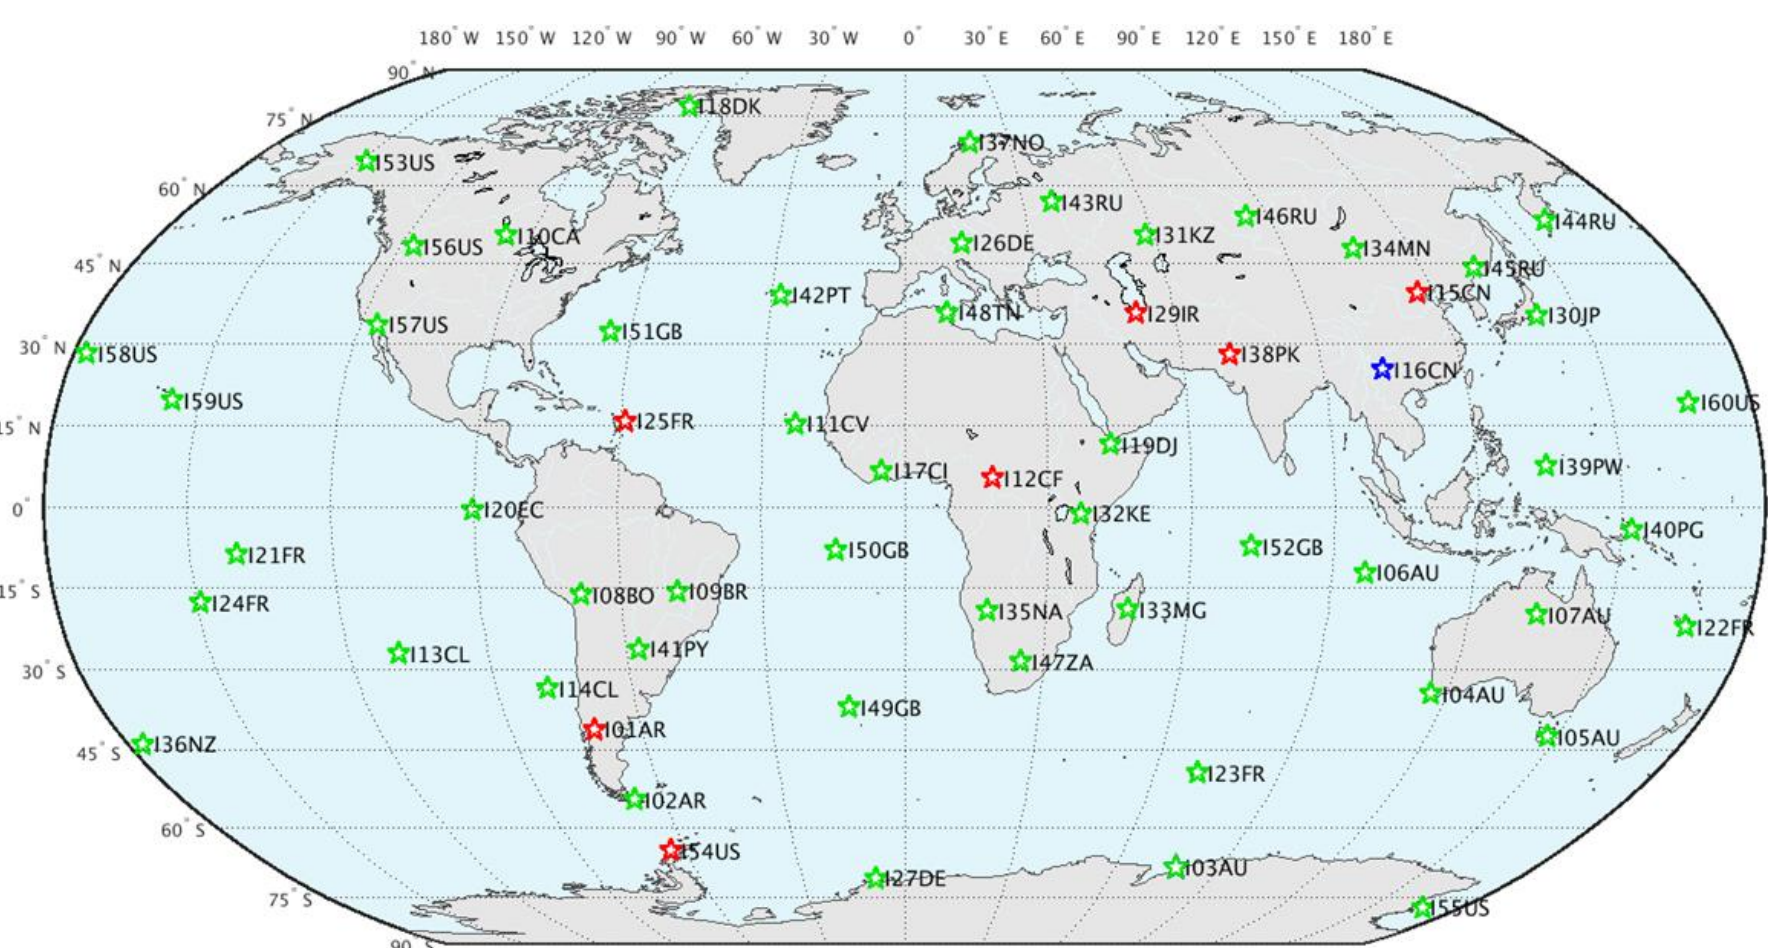 180° W 150° W 120° W 90° W 60° W 30° W 0° 30° E 60° E 90° E 120° E 150° E 180° E
90° N
I18DK
75° N
I37NO
I53US
60° N
I43RU
I46RU
I44RU
I10CA
I56US
I26DE
I31KZ
I34MN
45° N
I45RU
I42PT
I15CN
I48TN
I29IR
I30JP
I57US
I51GB
30° N
I58US
I38PK
I16CN
I59US
I60US
15° N
I25FR
I11CV
I19DJ
I17CI
I12CF
I39PW
0°
I20EC
I32KE
I40PG
I21FR
I50GB
I52GB
I06AU
15° S
I08BO
I09BR
I24FR
I35NA
I33MG
I07AU
I22FR
I13CL
I41PY
I47ZA
30° S
I14CL
I04AU
I49GB
I01AR
I36NZ
I05AU
45° S
I23FR
I02AR
60° S
I54US
I03AU
I27DE
75° S
I55US
90° S